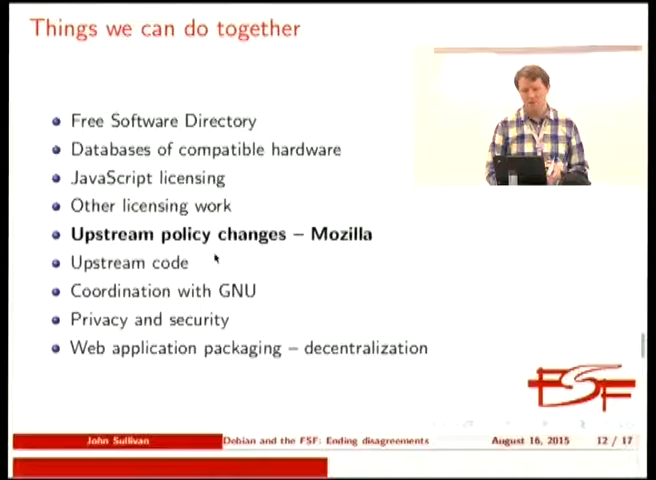 Things we can do together
Free Software Directory
Databases of compatible hardware
JavaScript licensing
Other licensing work
Upstream policy changes – Mozilla
Upstream code
Coordination with GNU
Privacy and security
Web application packaging – decentralization
FSF
John Sullivan Debian and the FSF: Ending disagreements August 16, 2015 12 / 17